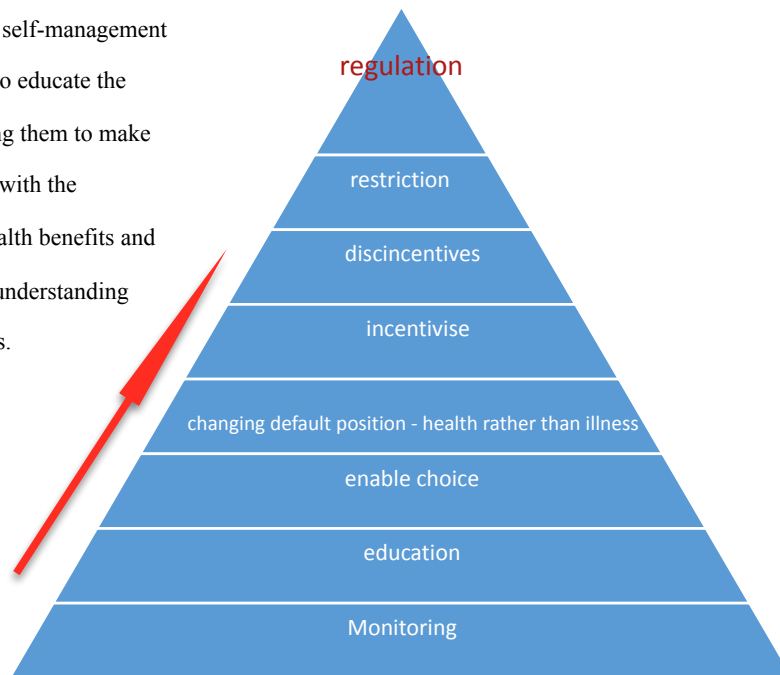 self-management
o educate the
ng them to make
with the
alth benefits and
understanding
s.
regulation
restriction
discincentives
incentivise
changing default position - health rather than illness
enable choice
education
Monitoring